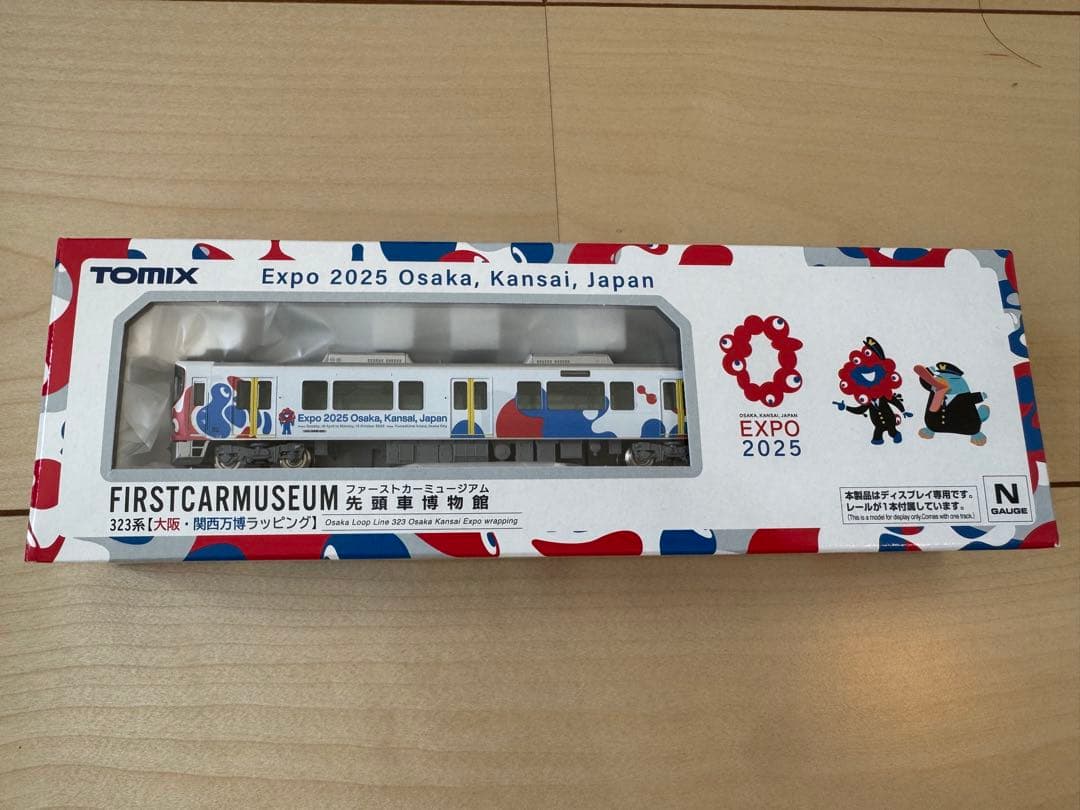 TOMIX
Expo 2025 Osaka, Kansai, Japan
Expo 2025 Osaka, Kansai, Japan
OSAKA, KANSAI, JAPAN
EXPO
2025
FIRSTCARMUSEUM
ファーストカーミュージアム
先頭車博物館
323系【大阪・関西万博ラッピング】
Osaka Loop Line 323 Osaka Kansai Expo wrapping
本製品はディスプレイ専用です。
レールが1本付属しています。
(This is a model for display only.Comes with one track.)
N
GAUGE